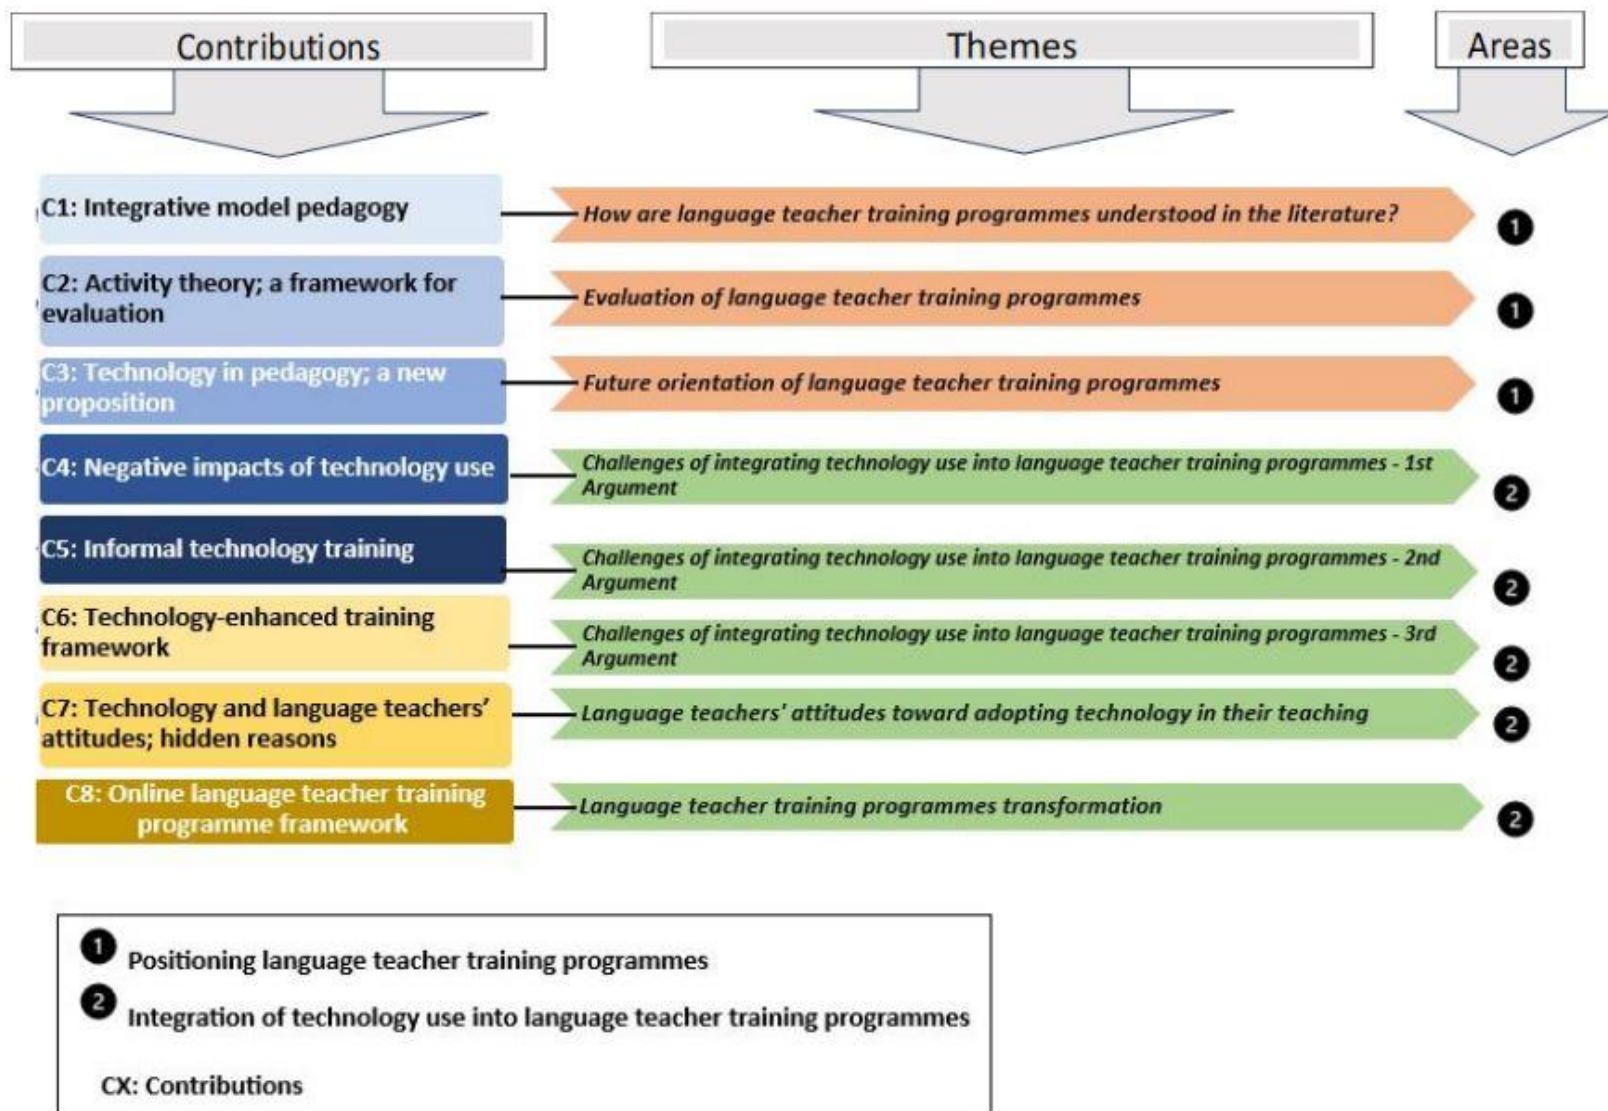 Contributions
Themes
Areas
C1: Integrative model pedagogy
How are language teacher training programmes understood in the literature?
1
C2: Activity theory; a framework for
evaluation
Evaluation of language teacher training programmes
1
C3: Technology in pedagogy; a new
proposition
Future orientation of language teacher training programmes
1
C4: Negative impacts of technology use
Challenges of integrating technology use into language teacher training programmes - 1st
Argument
2
C5: Informal technology training
Challenges of integrating technology use into language teacher training programmes - 2nd
Argument
2
C6: Technology-enhanced training
framework
Challenges of integrating technology use into language teacher training programmes - 3rd
Argument
2
C7: Technology and language teachers’
attitudes; hidden reasons
Language teachers' attitudes toward adopting technology in their teaching
2
C8: Online language teacher training
programme framework
Language teacher training programmes transformation
2
1 Positioning language teacher training programmes
2 Integration of technology use into language teacher training programmes
CX: Contributions